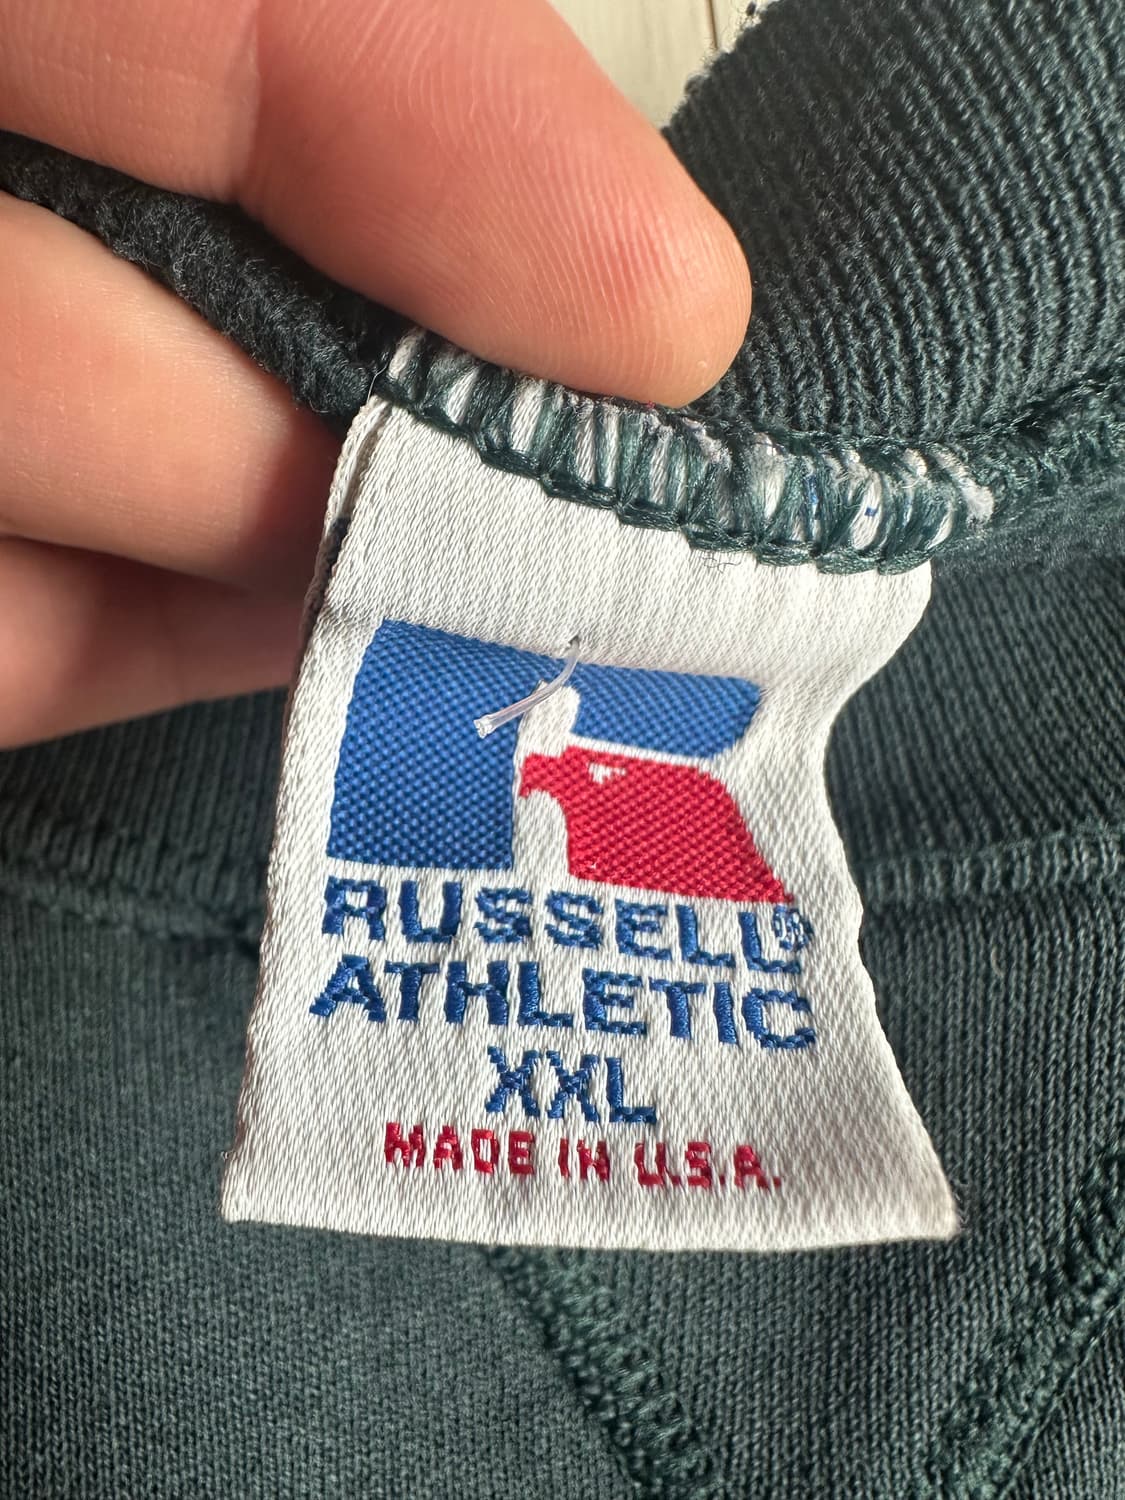 RUSSELL®
ATHLETIC
XXL
MADE IN U.S.A.